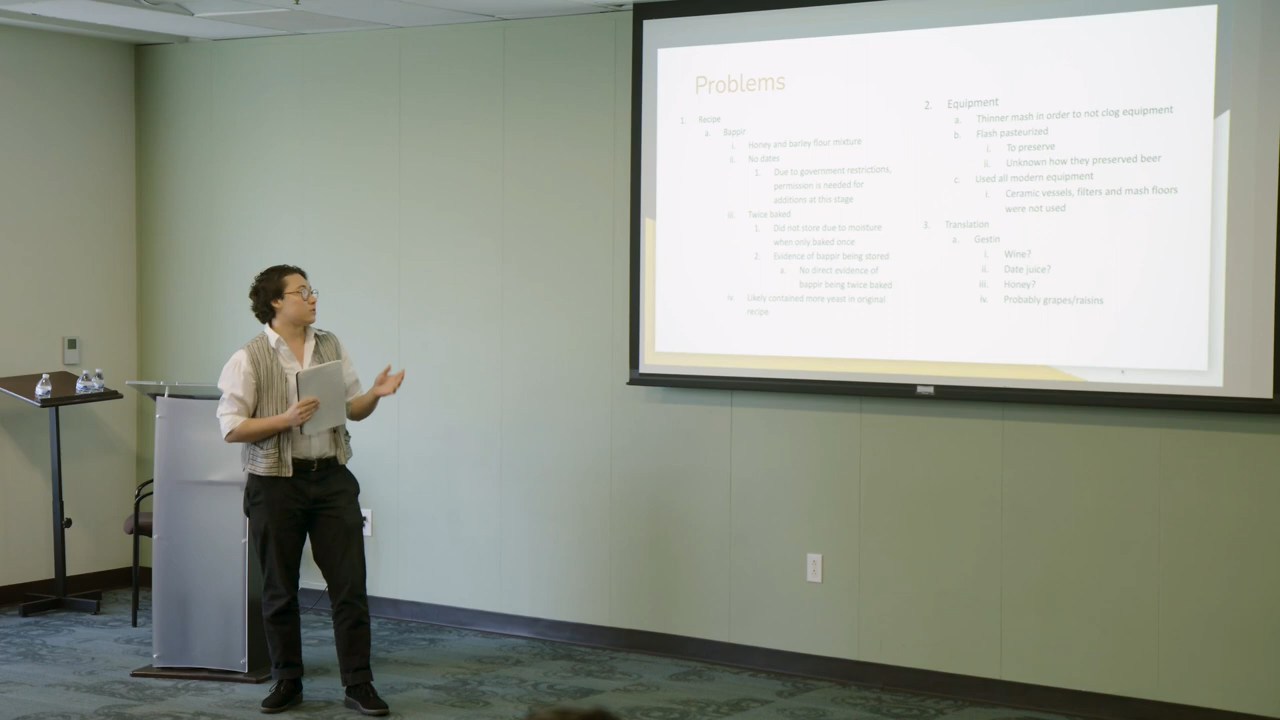 Problems
1. Recipe
a. Bappir
i. Honey and barley flour mixture
ii. No dates
1. Due to government restrictions,
permission is needed for
additions at this stage
iii. Twice baked
1. Did not store due to moisture
when only baked once
2. Evidence of bappir being stored
a. No direct evidence of
bappir being twice baked
iv. Likely contained more yeast in original
recipe
2. Equipment
a. Thinner mash in order to not clog equipment
b. Flash pasteurized
i. To preserve
ii. Unknown how they preserved beer
c. Used all modern equipment
i. Ceramic vessels, filters and mash floors
were not used
3. Translation
a. Gestin
i. Wine?
ii. Date juice?
iii. Honey?
iv. Probably grapes/raisins